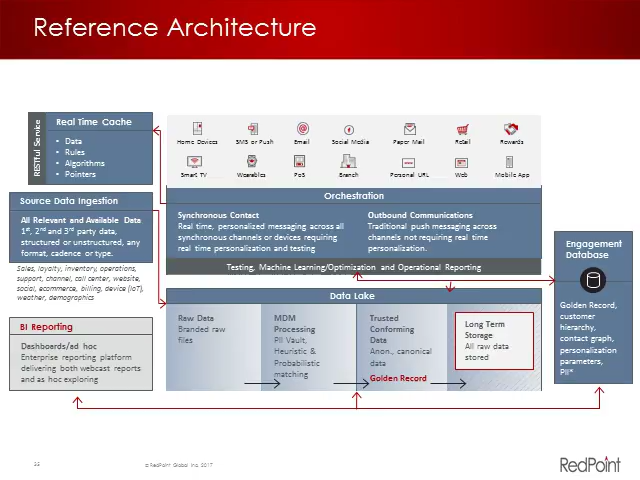 Reference Architecture
RESTful Service
Real Time Cache
• Data
• Rules
• Algorithms
• Pointers
Home Devices
SMS or Push
Email
Social Media
Paper Mail
Retail
Rewards
Smart TV
Wearables
PoS
Branch
Personal URL
Web
Mobile App
Orchestration
Synchronous Contact
Real time, personalized messaging across all
synchronous channels or devices requiring
real time personalization and testing
Outbound Communications
Traditional push messaging across
channels not requiring real time
personalization.
Testing, Machine Learning/Optimization and Operational Reporting
Source Data Ingestion
All Relevant and Available Data
1st, 2nd and 3rd party data,
structured or unstructured, any
format, cadence or type.
Sales, loyalty, inventory, operations,
support, channel, call center, website,
social, ecommerce, billing, device (IoT),
weather, demographics
BI Reporting
Dashboards/ad hoc
Enterprise reporting platform
delivering both webcast reports
and as hoc exploring
Data Lake
Raw Data
Branded raw
files
MDM
Processing
PII Vault,
Heuristic &
Probabilistic
matching
Trusted
Conforming
Data
Anon., canonical
data
Golden Record
Long Term
Storage
All raw data
stored
Engagement
Database
Golden Record,
customer
hierarchy,
contact graph,
personalization
parameters,
PII*
© RedPoint Global Inc. 2017
RedPoint